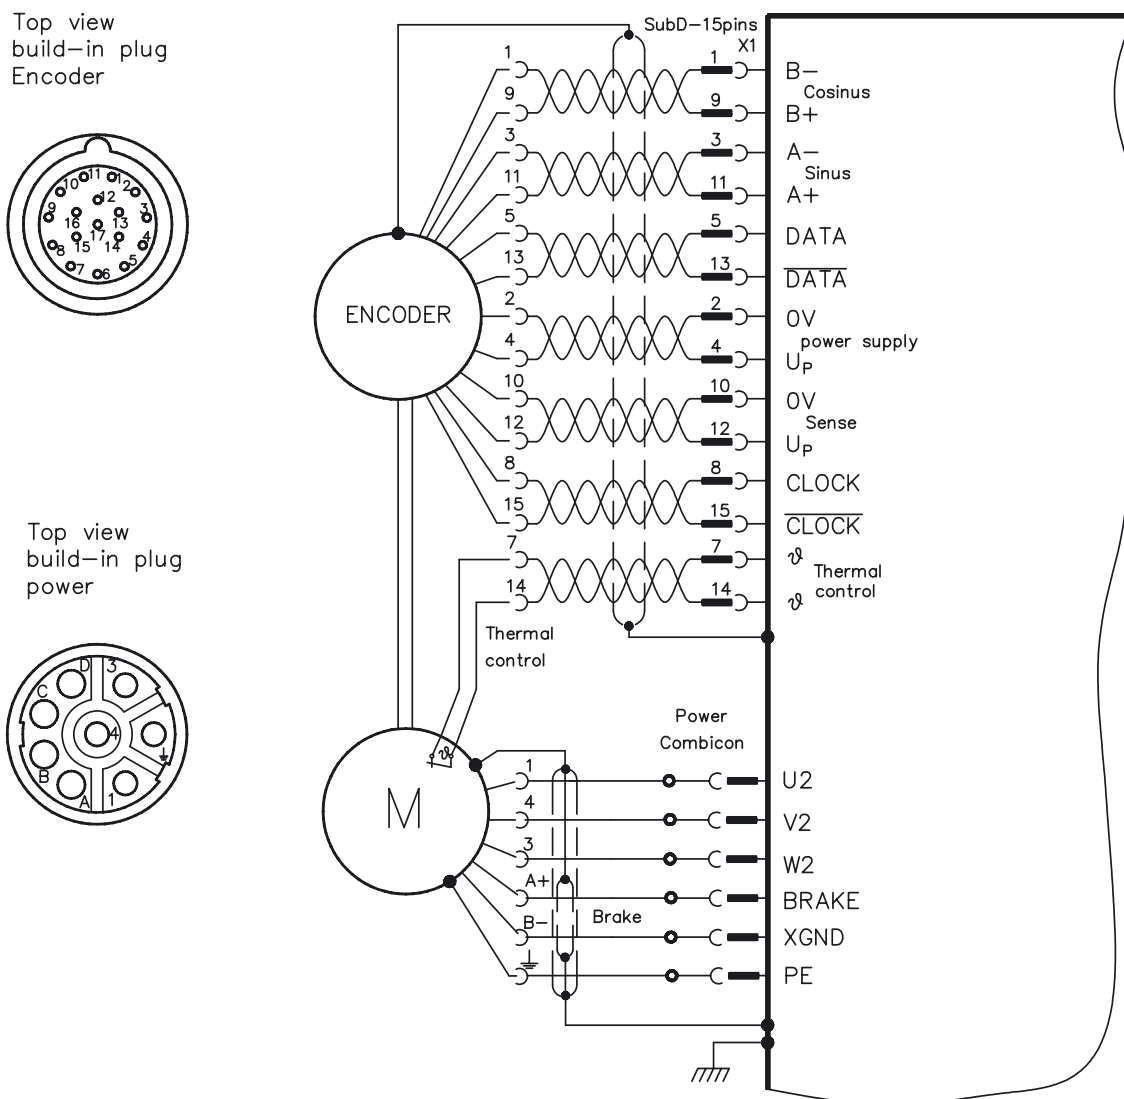 Top view
build-in plug
Encoder
11
12
10
12
9
3
16
13
17
15
14
8
4
7
5
6
Top view
build-in plug
power
D
3
C
4
B
A
1
SubD-15pins
X1
1
1
B-
Cosinus
9
9
B+
3
3
A-
Sinus
11
11
A+
5
5
DATA
13
13
DATA
ENCODER
2
2
0V
power supply
4
4
UP
10
10
0V
Sense
12
12
UP
8
8
CLOCK
15
15
CLOCK
7
7
ϑ
Thermal
control
14
14
ϑ
Thermal
control
Power
Combicon
ϑ
M
1
U2
4
V2
3
W2
A+
BRAKE
Brake
B-
XGND
PE